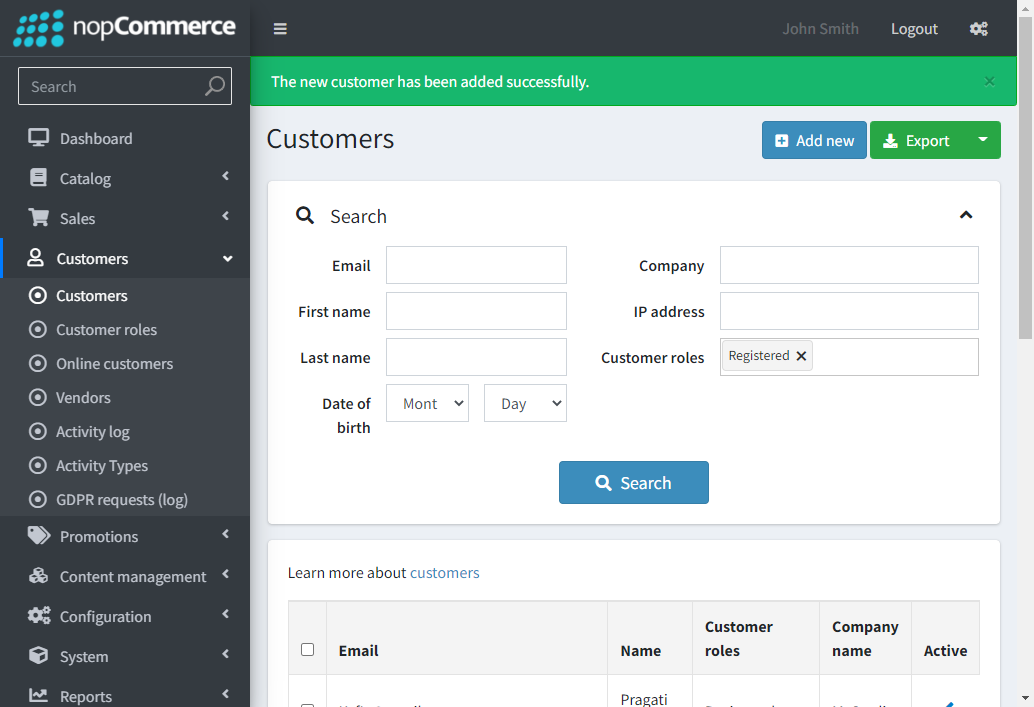 nopCommerce
John Smith
Logout
The new customer has been added successfully.
Search
Dashboard
Catalog
Sales
Customers
Customers
Customer roles
Online customers
Vendors
Activity log
Activity Types
GDPR requests (log)
Promotions
Content management
Configuration
System
Reports
Customers
Add new
Export
Search
Email
Company
First name
IP address
Last name
Customer roles
Registered
Date of birth
Mont
Day
Search
Learn more about customers
Email
Name
Customer roles
Company name
Active
Pragati